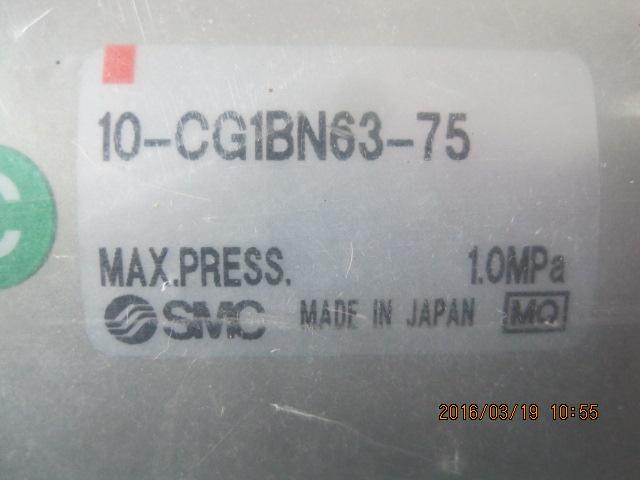 10-CG1BN63-75
C
MAX.PRESS. 1.0MPa
SMC MADE IN JAPAN MQ
2016/03/19 10:55